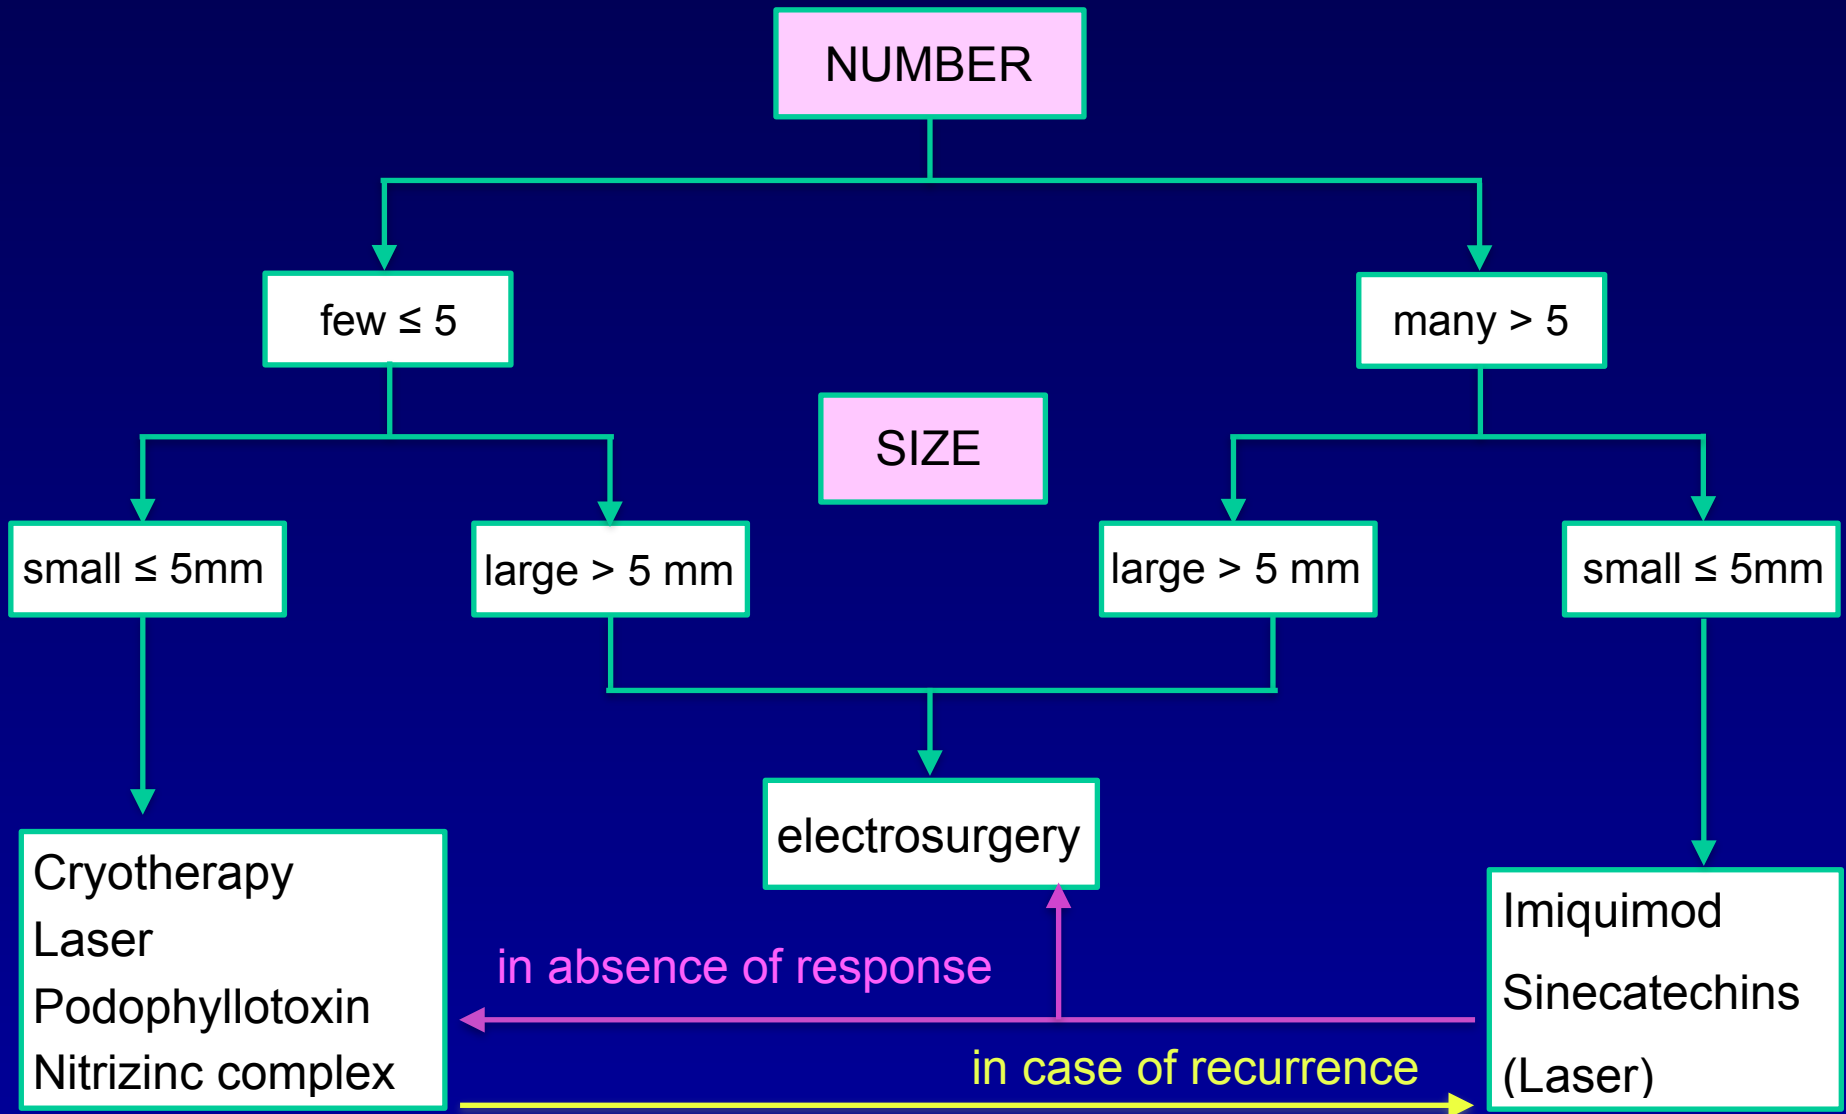 NUMBER
few ≤ 5
many > 5
SIZE
small ≤ 5mm
large > 5 mm
large > 5 mm
small ≤ 5mm
electrosurgery
Cryotherapy
Laser
Podophyllotoxin
Nitrizinc complex
in absence of response
in case of recurrence
Imiquimod
Sinecatechins
(Laser)